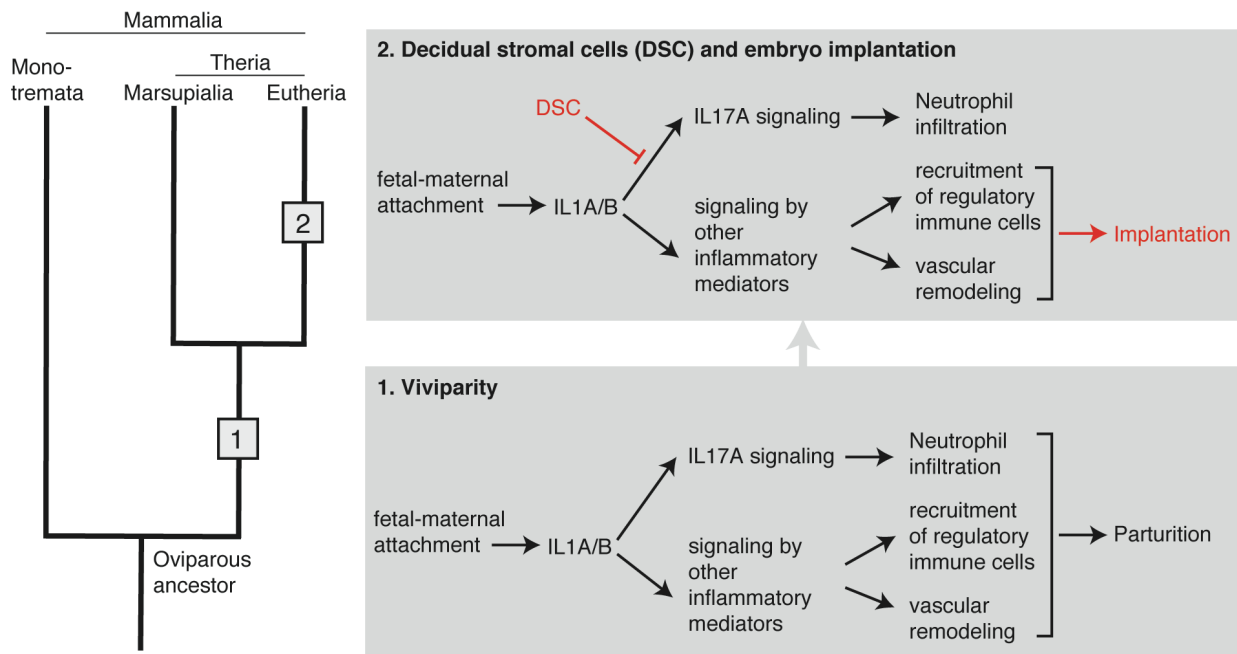 Mammalia
Theria
Mono-
tremata
Marsupialia
Eutheria
2
1
Oviparous
ancestor
2. Decidual stromal cells (DSC) and embryo implantation
DSC
fetal-maternal
attachment
IL1A/B
IL17A signaling
Neutrophil
infiltration
signaling by
other
inflammatory
mediators
recruitment
of regulatory
immune cells
vascular
remodeling
Implantation
1. Viviparity
fetal-maternal
attachment
IL1A/B
IL17A signaling
Neutrophil
infiltration
signaling by
other
inflammatory
mediators
recruitment
of regulatory
immune cells
vascular
remodeling
Parturition